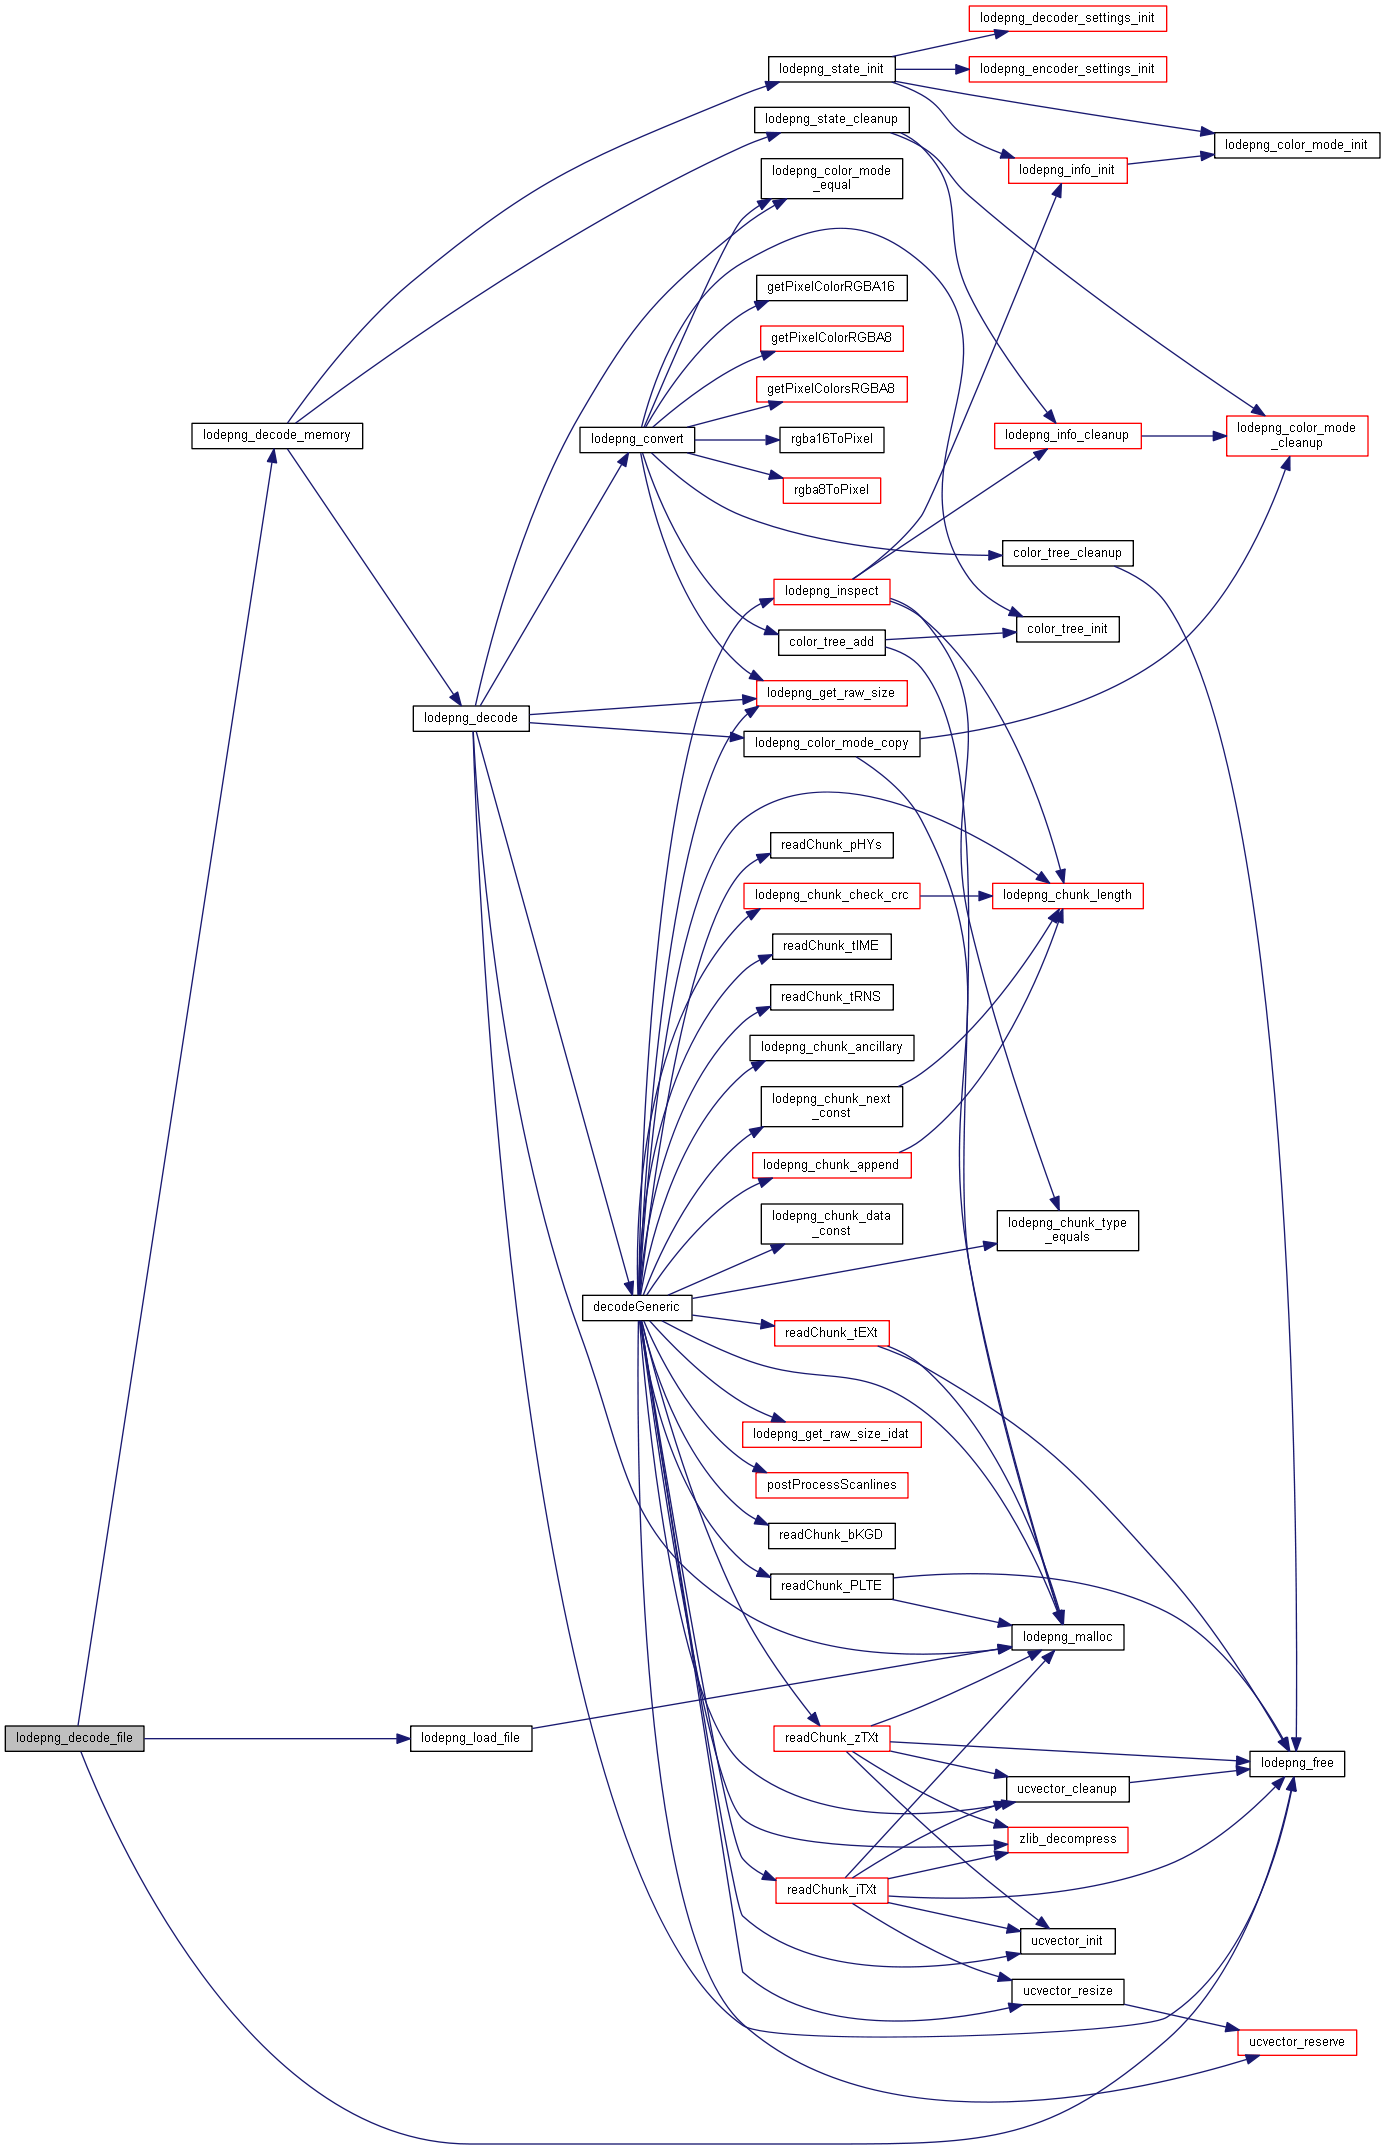 lodepng_decoder_settings_init
lodepng_state_init
lodepng_encoder_settings_init
lodepng_state_cleanup
lodepng_color_mode_init
lodepng_color_mode
_equal
lodepng_info_init
getPixelColorRGBA16
getPixelColorRGBA8
getPixelColorsRGBA8
lodepng_decode_memory
lodepng_convert
rgba16ToPixel
lodepng_info_cleanup
lodepng_color_mode
_cleanup
rgba8ToPixel
color_tree_cleanup
lodepng_inspect
color_tree_add
color_tree_init
lodepng_get_raw_size
lodepng_decode
lodepng_color_mode_copy
readChunk_pHYs
lodepng_chunk_check_crc
lodepng_chunk_length
readChunk_tIME
readChunk_tRNS
lodepng_chunk_ancillary
lodepng_chunk_next
_const
lodepng_chunk_append
lodepng_chunk_data
_const
lodepng_chunk_type
_equals
decodeGeneric
readChunk_tEXt
lodepng_get_raw_size_idat
postProcessScanlines
readChunk_bKGD
readChunk_PLTE
lodepng_malloc
lodepng_decode_file
lodepng_load_file
readChunk_zTXt
lodepng_free
ucvector_cleanup
zlib_decompress
readChunk_iTXt
ucvector_init
ucvector_resize
ucvector_reserve